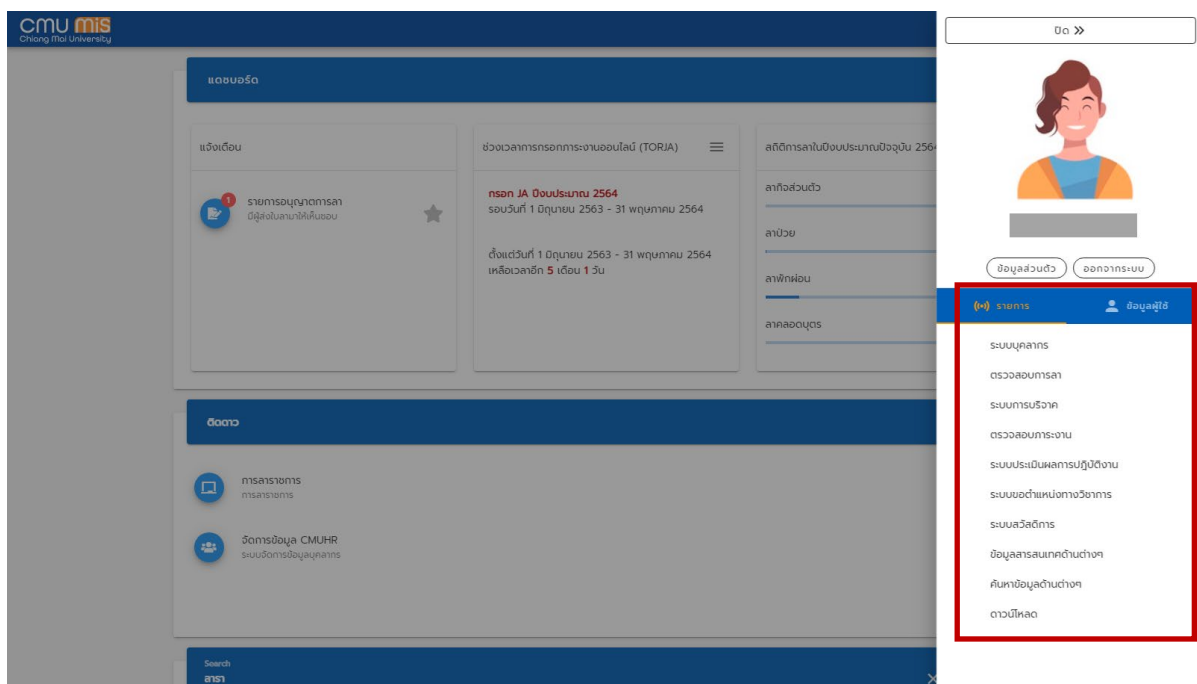 CMU MIS
Chiang Mai University
ปิด
แดชบอร์ด
แจ้งเตือน
1
รายการอนุญาตการลา
มีผู้ส่งใบลามาให้เห็นชอบ
ช่วงเวลาการกรอกภาระงานออนไลน์ (TORJA)
กรอก JA ปีงบประมาณ 2564
รอบวันที่ 1 มิถุนายน 2563 - 31 พฤษภาคม 2564
ตั้งแต่วันที่ 1 มิถุนายน 2563 - 31 พฤษภาคม 2564
เหลือเวลาอีก 5 เดือน 1 วัน
สถิติการลาในปีงบประมาณปัจจุบัน 256
ลากิจส่วนตัว
ลาป่วย
ลาพักผ่อน
ลาคลอดบุตร
ข้อมูลส่วนตัว
ออกจากระบบ
รายการ
ข้อมูลผู้ใช้
ระบบบุคลากร
ตรวจสอบการลา
ระบบการบริจาค
ตรวจสอบภาระงาน
ระบบประเมินผลการปฏิบัติงาน
ระบบขอตำแหน่งทางวิชาการ
ระบบสวัสดิการ
ข้อมูลสารสนเทศด้านต่างๆ
ค้นหาข้อมูลด้านต่างๆ
ดาวน์โหลด
ติดดาว
การลาราชการ
การลาราชการ
จัดการข้อมูล CMUHR
ระบบจัดการข้อมูลบุคลากร
Search
ลารา